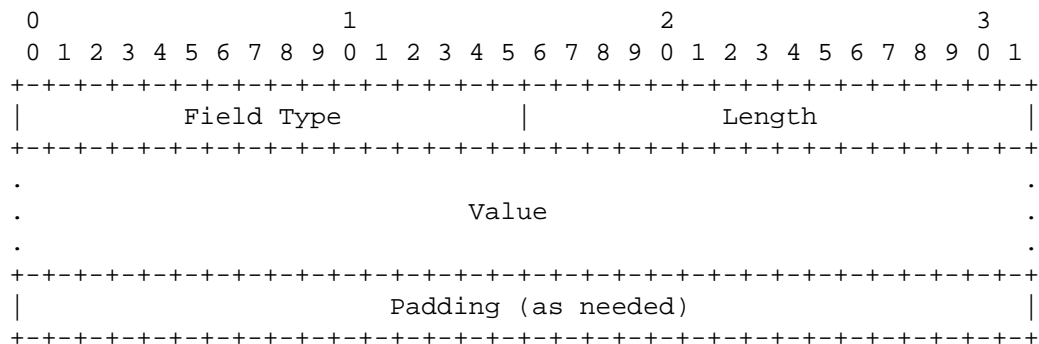 0                   1                   2                   3
 0 1 2 3 4 5 6 7 8 9 0 1 2 3 4 5 6 7 8 9 0 1 2 3 4 5 6 7 8 9 0 1
+-+-+-+-+-+-+-+-+-+-+-+-+-+-+-+-+-+-+-+-+-+-+-+-+-+-+-+-+-+-+-+-+
|          Field Type           |            Length             |
+-+-+-+-+-+-+-+-+-+-+-+-+-+-+-+-+-+-+-+-+-+-+-+-+-+-+-+-+-+-+-+-+
.                                                               .
.                            Value                              .
.                                                               .
+-+-+-+-+-+-+-+-+-+-+-+-+-+-+-+-+-+-+-+-+-+-+-+-+-+-+-+-+-+-+-+-+
|                       Padding (as needed)                     |
+-+-+-+-+-+-+-+-+-+-+-+-+-+-+-+-+-+-+-+-+-+-+-+-+-+-+-+-+-+-+-+-+